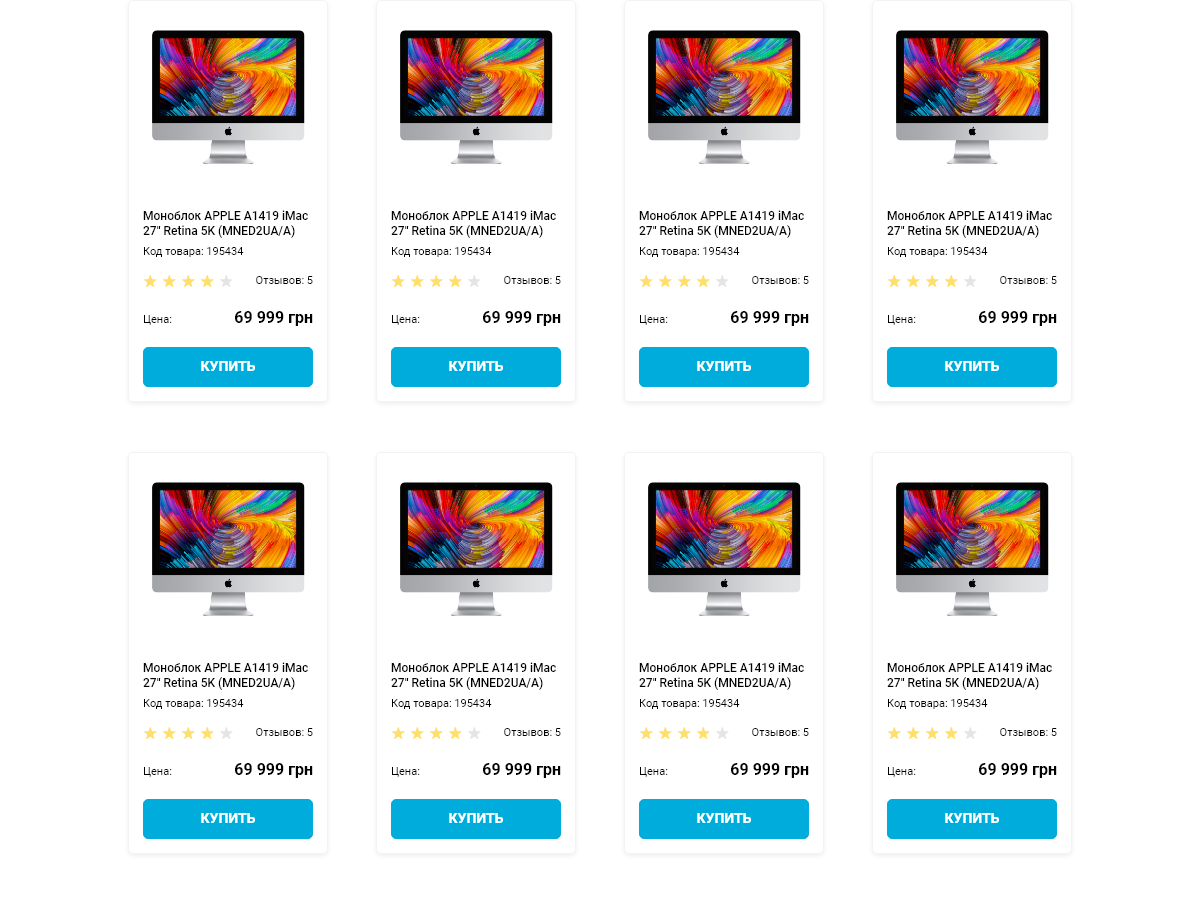 Моноблок APPLE A1419 iMac
27" Retina 5K (MNED2UA/A)
Код товара: 195434
Отзывов: 5
Цена: 69 999 грн
КУПИТЬ
Моноблок APPLE A1419 iMac
27" Retina 5K (MNED2UA/A)
Код товара: 195434
Отзывов: 5
Цена: 69 999 грн
КУПИТЬ
Моноблок APPLE A1419 iMac
27" Retina 5K (MNED2UA/A)
Код товара: 195434
Отзывов: 5
Цена: 69 999 грн
КУПИТЬ
Моноблок APPLE A1419 iMac
27" Retina 5K (MNED2UA/A)
Код товара: 195434
Отзывов: 5
Цена: 69 999 грн
КУПИТЬ
Моноблок APPLE A1419 iMac
27" Retina 5K (MNED2UA/A)
Код товара: 195434
Отзывов: 5
Цена: 69 999 грн
КУПИТЬ
Моноблок APPLE A1419 iMac
27" Retina 5K (MNED2UA/A)
Код товара: 195434
Отзывов: 5
Цена: 69 999 грн
КУПИТЬ
Моноблок APPLE A1419 iMac
27" Retina 5K (MNED2UA/A)
Код товара: 195434
Отзывов: 5
Цена: 69 999 грн
КУПИТЬ
Моноблок APPLE A1419 iMac
27" Retina 5K (MNED2UA/A)
Код товара: 195434
Отзывов: 5
Цена: 69 999 грн
КУПИТЬ